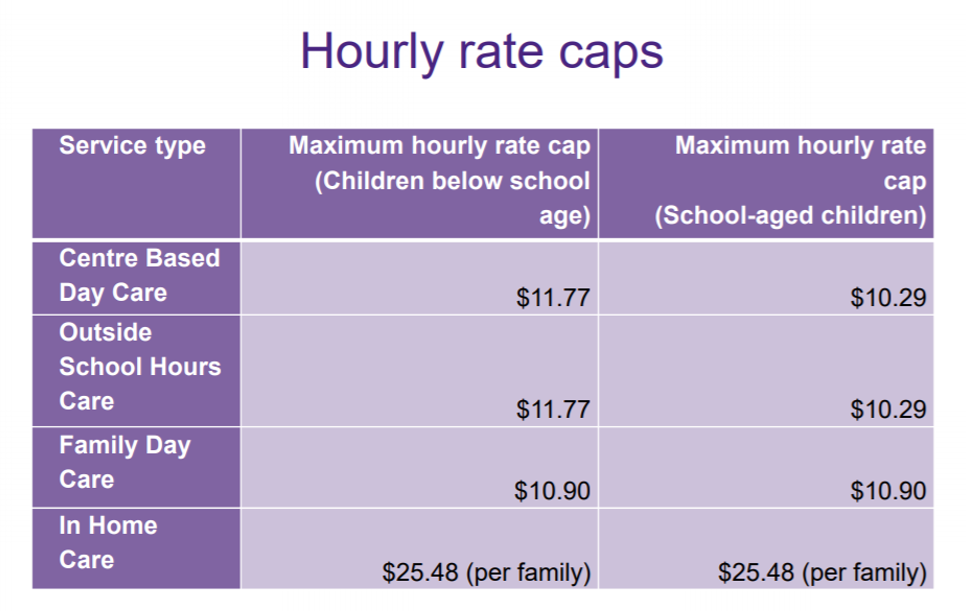 Hourly rate caps
Service type
Maximum hourly rate cap
(Children below school
age)
Maximum hourly rate
cap
(School-aged children)
Centre Based
Day Care
$11.77
$10.29
Outside
School Hours
Care
$11.77
$10.29
Family Day
Care
$10.90
$10.90
In Home
Care
$25.48 (per family)
$25.48 (per family)